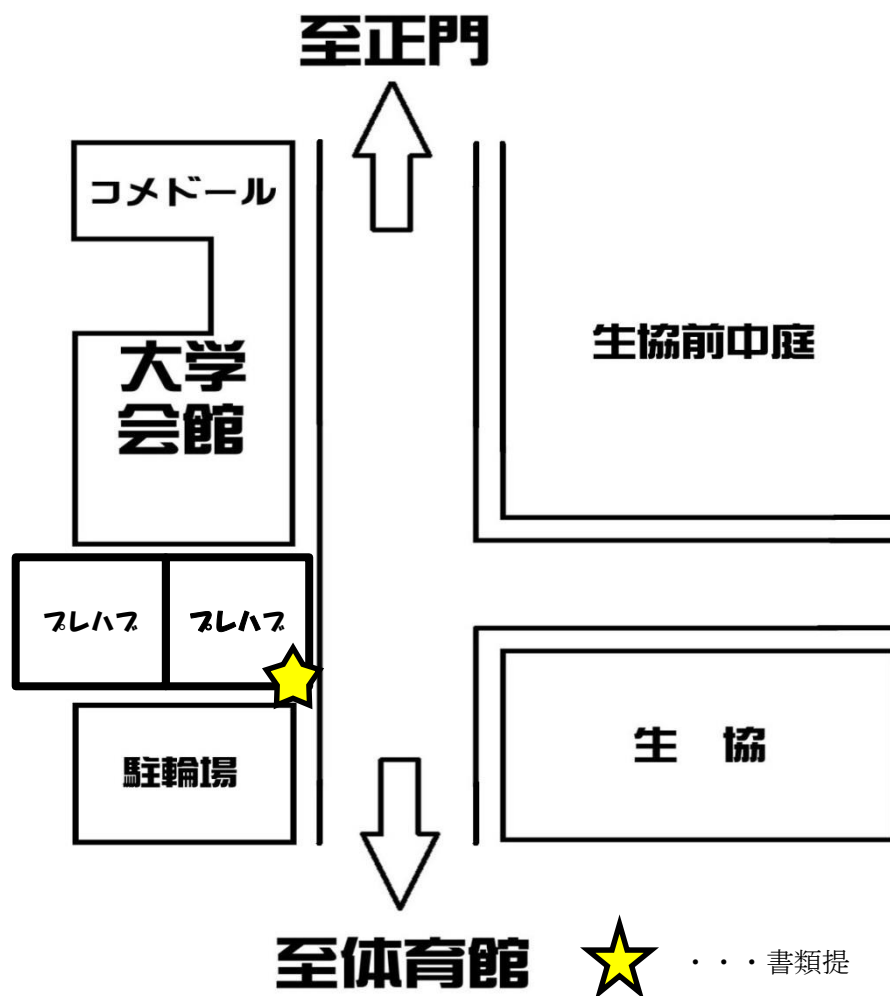 至正門
コメドール
生協前中庭
大学
会館
プレハブ
プレハブ
生 協
駐輪場
至体育館
・・・書類提